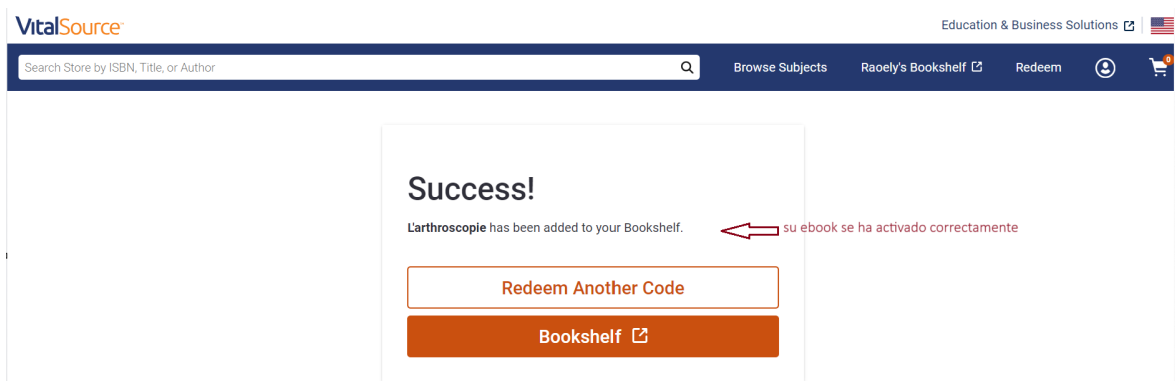 VitalSource
Education & Business Solutions
Search Store by ISBN, Title, or Author
Browse Subjects
Raoely's Bookshelf
Redeem
0
Success!
L'arthroscopie has been added to your Bookshelf.
su ebook se ha activado correctamente
Redeem Another Code
Bookshelf